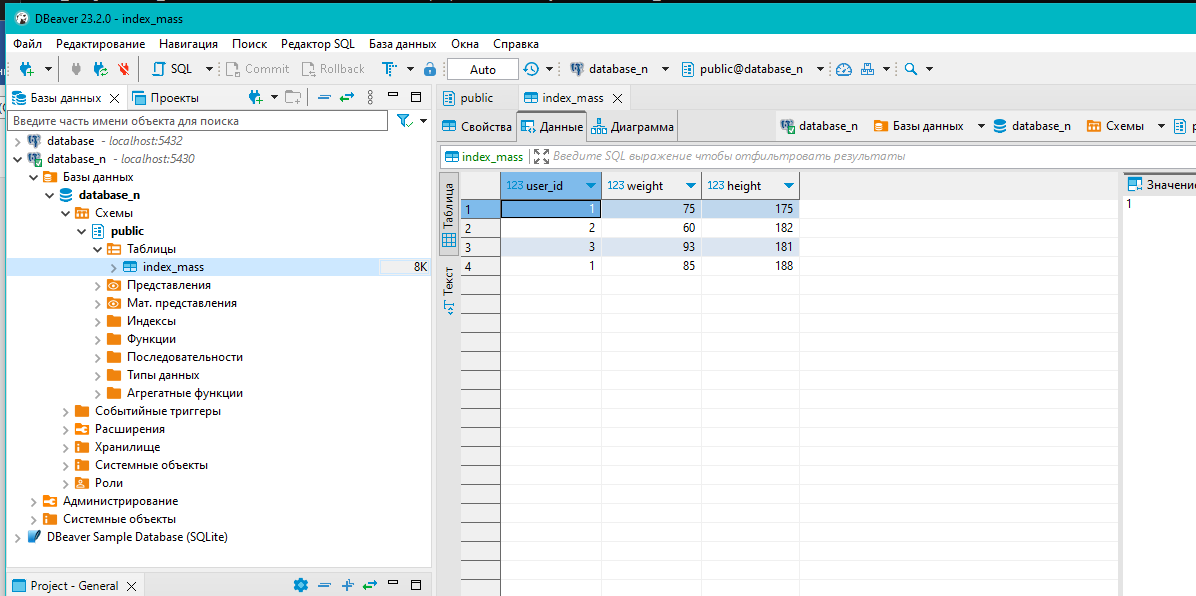 DBeaver 23.2.0 - index_mass
Файл Редактирование Навигация Поиск Редактор SQL База данных Окна Справка
SQL Commit Rollback Auto database_n public@database_n
Базы данных Проекты
Введите часть имени объекта для поиска
database - localhost:5432
database_n - localhost:5430
Базы данных
database_n
Схемы
public
Таблицы
index_mass 8K
Представления
Мат. представления
Индексы
Функции
Последовательности
Типы данных
Агрегатные функции
Событийные триггеры
Расширения
Хранилище
Системные объекты
Роли
Администрирование
Системные объекты
DBeaver Sample Database (SQLite)
Project - General
public index_mass
Свойства Данные Диаграмма database_n Базы данных database_n Схемы
index_mass Введите SQL выражение чтобы отфильтровать результаты
Таблица
Текст
123 user_id 123 weight 123 height
1 1 75 175
2 2 60 182
3 3 93 181
4 1 85 188
Значение
1